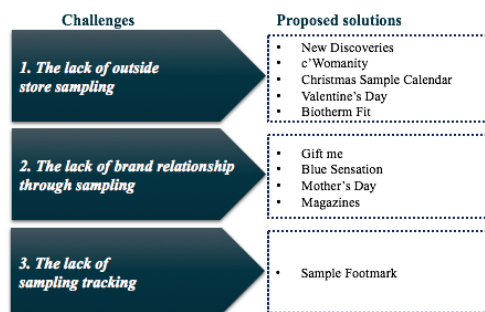 Challenges
Proposed solutions
1. The lack of outside
store sampling
▪ New Discoveries
▪ c’Womanity
▪ Christmas Sample Calendar
▪ Valentine’s Day
▪ Biotherm Fit
2. The lack of brand relationship
through sampling
▪ Gift me
▪ Blue Sensation
▪ Mother’s Day
▪ Magazines
3. The lack of
sampling tracking
• Sample Footmark